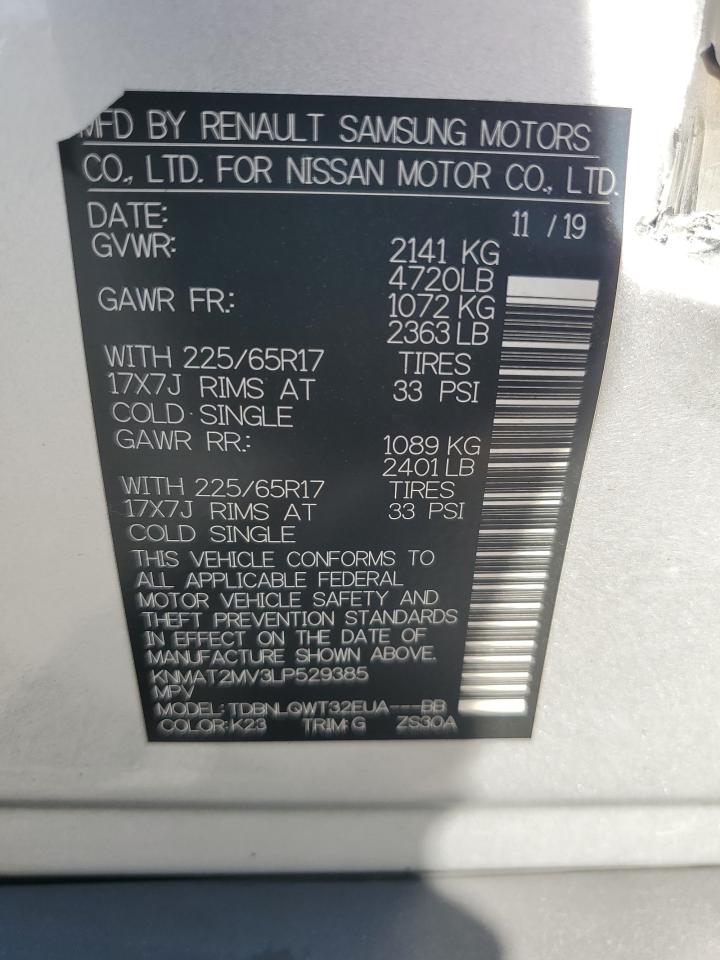 MFD BY RENAULT SAMSUNG MOTORS
CO., LTD. FOR NISSAN MOTOR CO., LTD.
DATE: 11 / 19
GVWR: 2141 KG
4720LB
GAWR FR.: 1072 KG
2363 LB
WITH 225/65R17 TIRES
17X7J RIMS AT 33 PSI
COLD SINGLE
GAWR RR.: 1089 KG
2401 LB
WITH 225/65R17 TIRES
17X7J RIMS AT 33 PSI
COLD SINGLE
THIS VEHICLE CONFORMS TO
ALL APPLICABLE FEDERAL
MOTOR VEHICLE SAFETY AND
THEFT PREVENTION STANDARDS
IN EFFECT ON THE DATE OF
MANUFACTURE SHOWN ABOVE.
KNMAT2MV3LP529385
MPV
MODEL: TDBNLQWT32EUA---BB
COLOR: K23 TRIM: G ZS30A